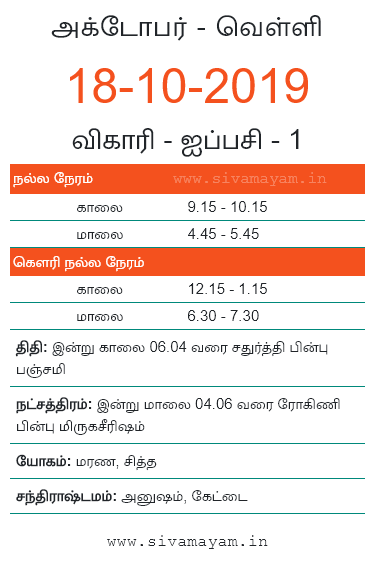 அக்டோபர் - வெள்ளி
18-10-2019
விகாரி - ஐப்பசி - 1
நல்ல நேரம் www.sivamayam.in
காலை 9.15 - 10.15
மாலை 4.45 - 5.45
கௌரி நல்ல நேரம்
காலை 12.15 - 1.15
மாலை 6.30 - 7.30
திதி: இன்று காலை 06.04 வரை சதுர்த்தி பின்பு
பஞ்சமி
நட்சத்திரம்: இன்று மாலை 04.06 வரை ரோகிணி
பின்பு மிருகசீரிஷம்
யோகம்: மரண, சித்த
சந்திராஷ்டமம்: அனுஷம், கேட்டை
www.sivamayam.in